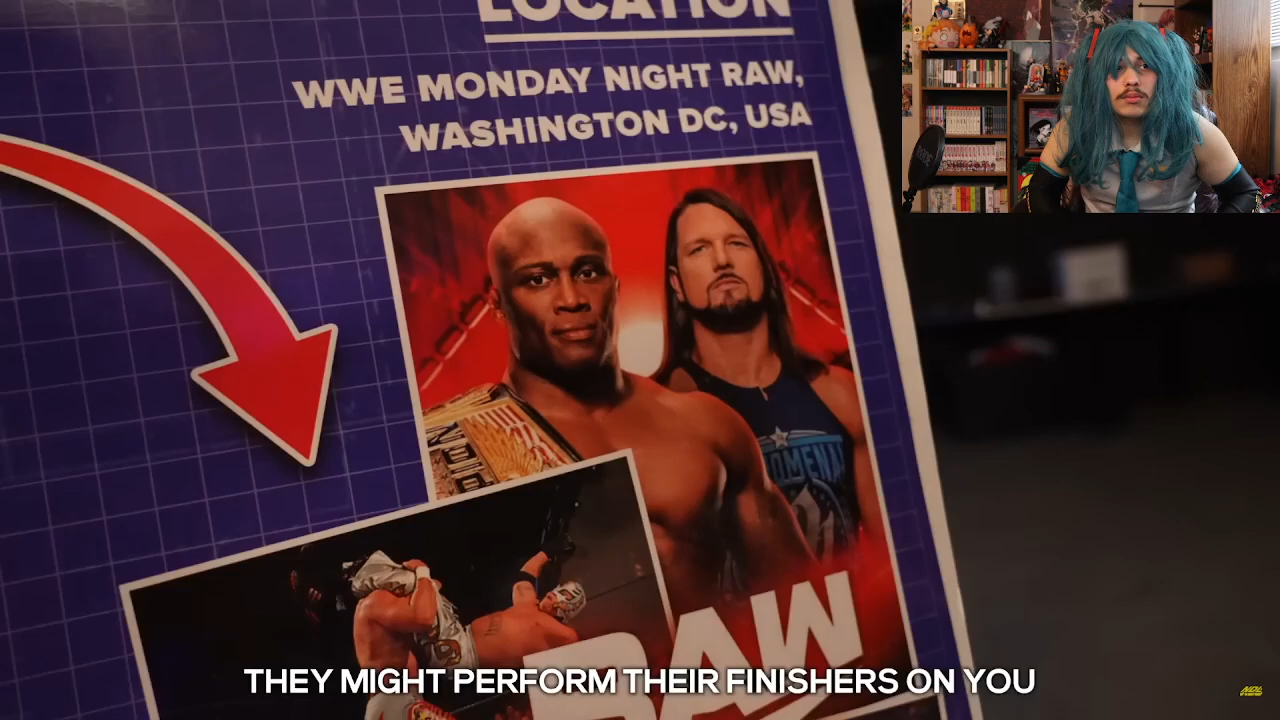 LOCATION
WWE MONDAY NIGHT RAW,
WASHINGTON DC, USA
RAW
THEY MIGHT PERFORM THEIR FINISHERS ON YOU